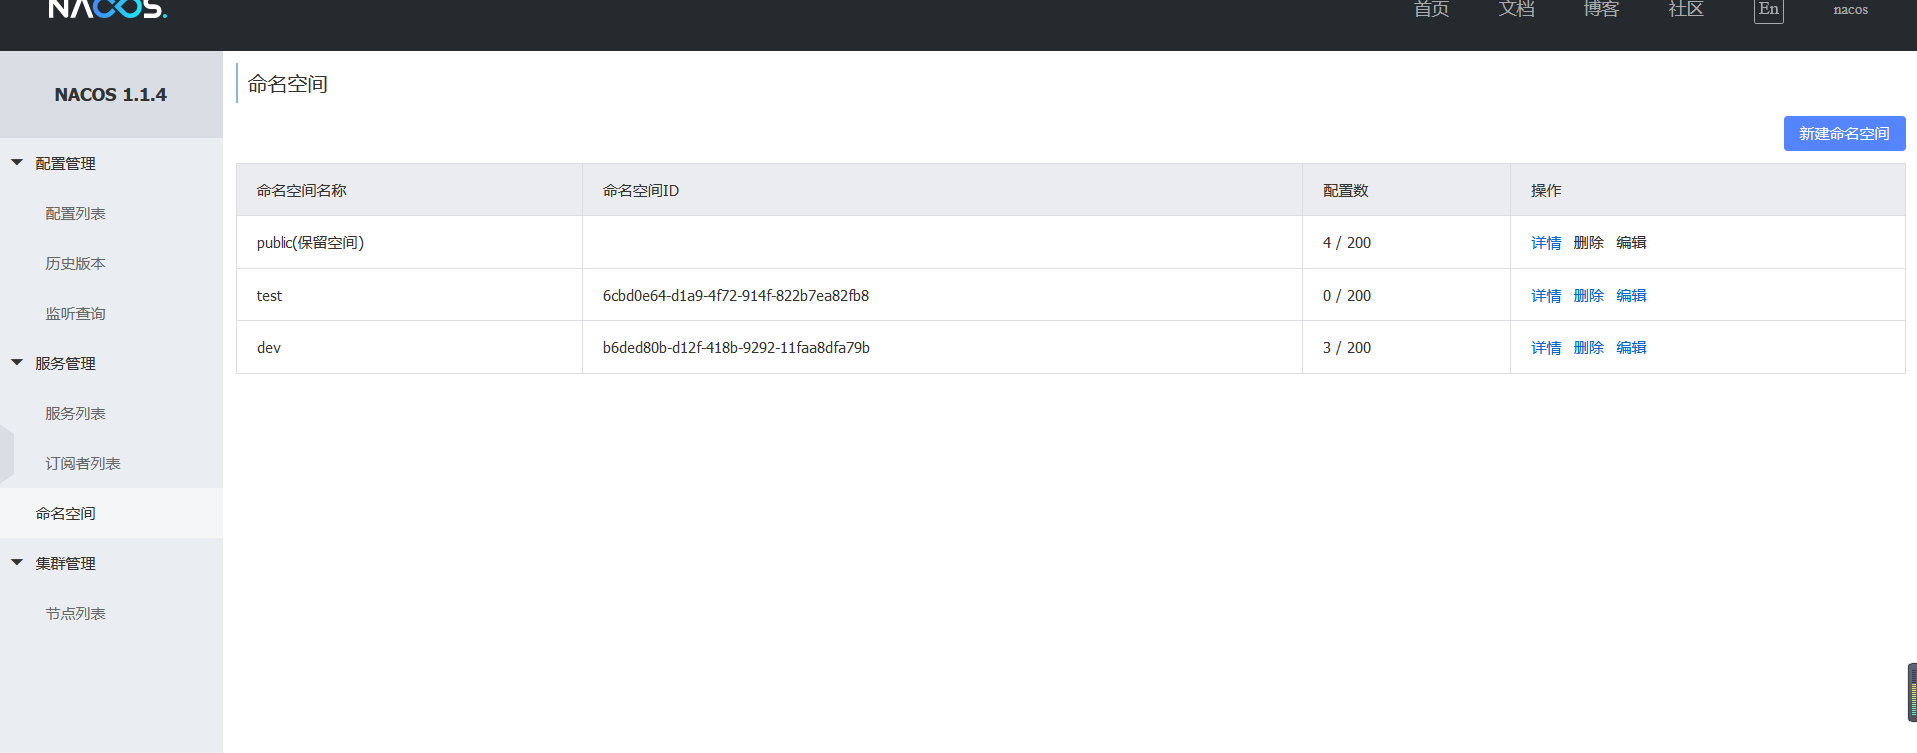 NACOS.
首页 文档 博客 社区 En nacos
NACOS 1.1.4
配置管理
配置列表
历史版本
监听查询
服务管理
服务列表
订阅者列表
命名空间
集群管理
节点列表
命名空间
新建命名空间
命名空间名称 命名空间ID 配置数 操作
public(保留空间) 4 / 200 详情 删除 编辑
test 6cbd0e64-d1a9-4f72-914f-822b7ea82fb8 0 / 200 详情 删除 编辑
dev b6ded80b-d12f-418b-9292-11faa8dfa79b 3 / 200 详情 删除 编辑